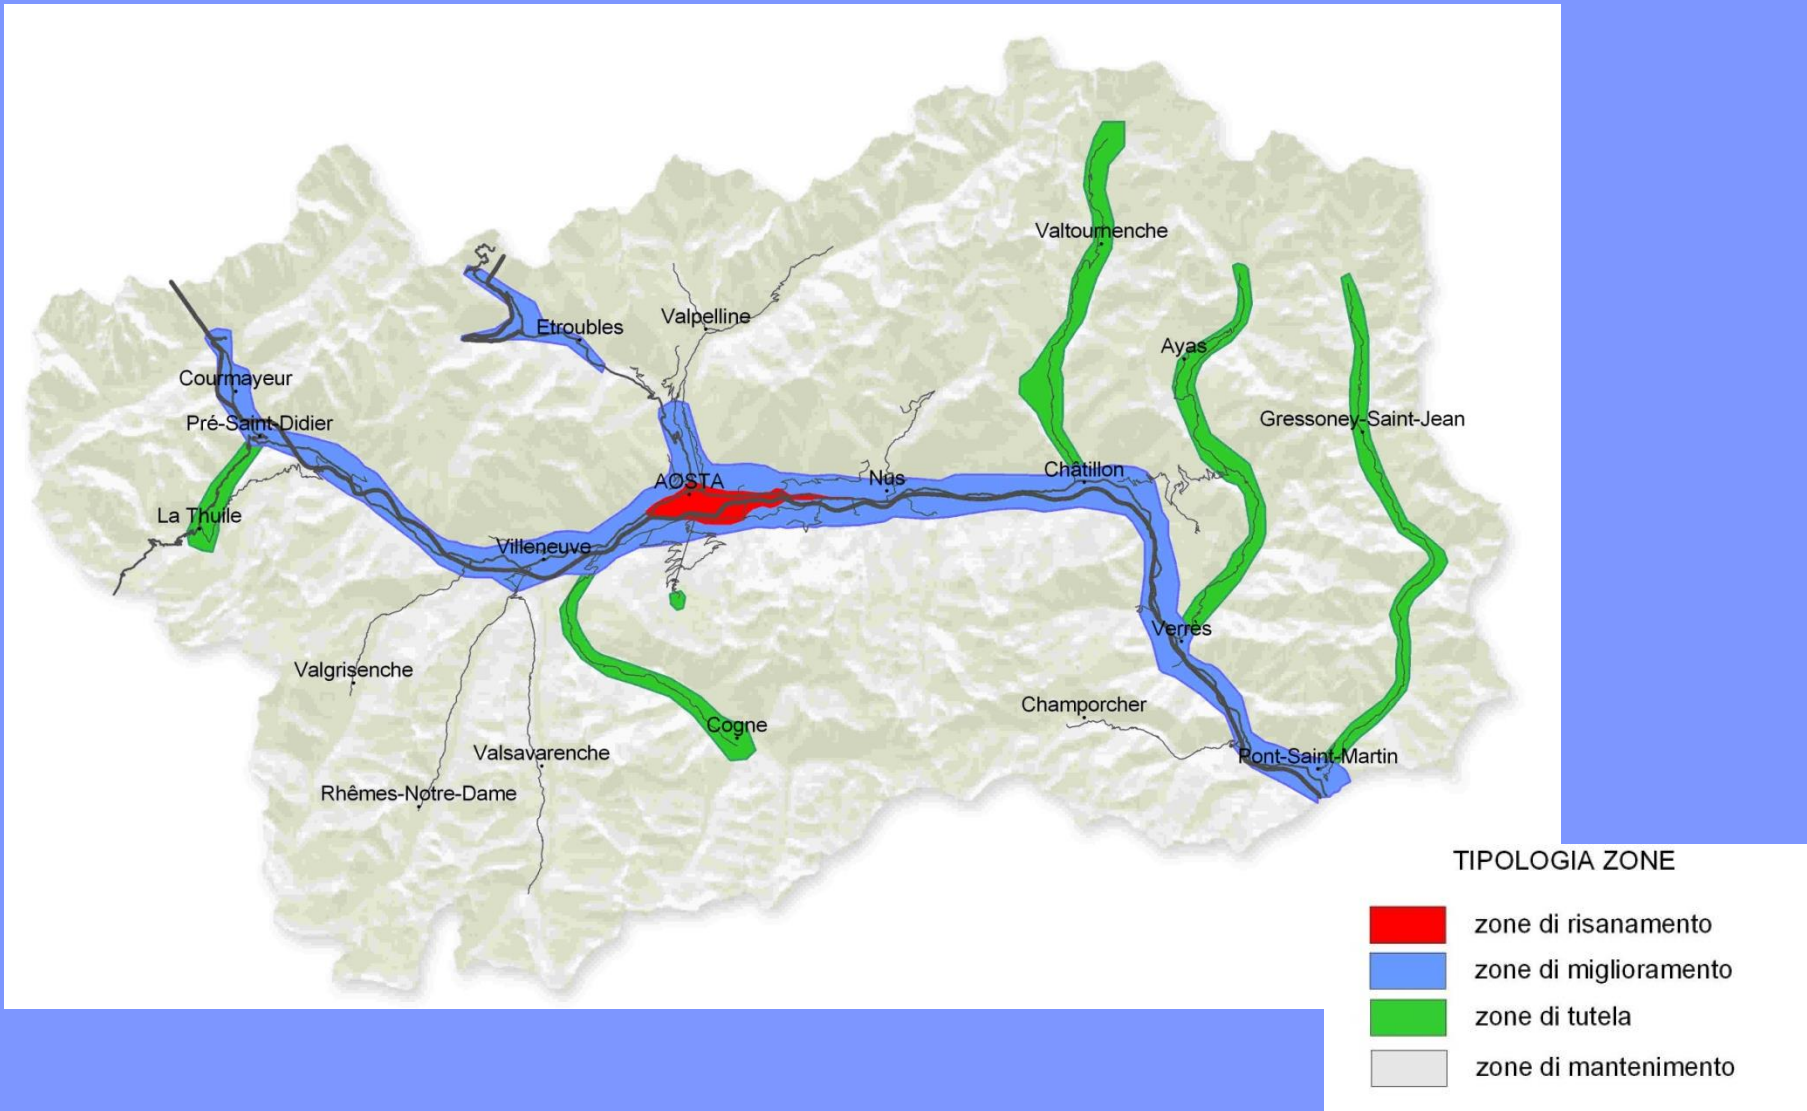 Valtournenche
Valpelline
Etroubles
Ayas
Courmayeur
Pré-Saint-Didier
Gressoney-Saint-Jean
Châtillon
Nus
AOSTA
La Thuile
Villeneuve
Verrès
Valgrisenche
Champorcher
Cogne
Valsavarenche
Pont-Saint-Martin
Rhêmes-Notre-Dame
TIPOLOGIA ZONE
zone di risanamento
zone di miglioramento
zone di tutela
zone di mantenimento